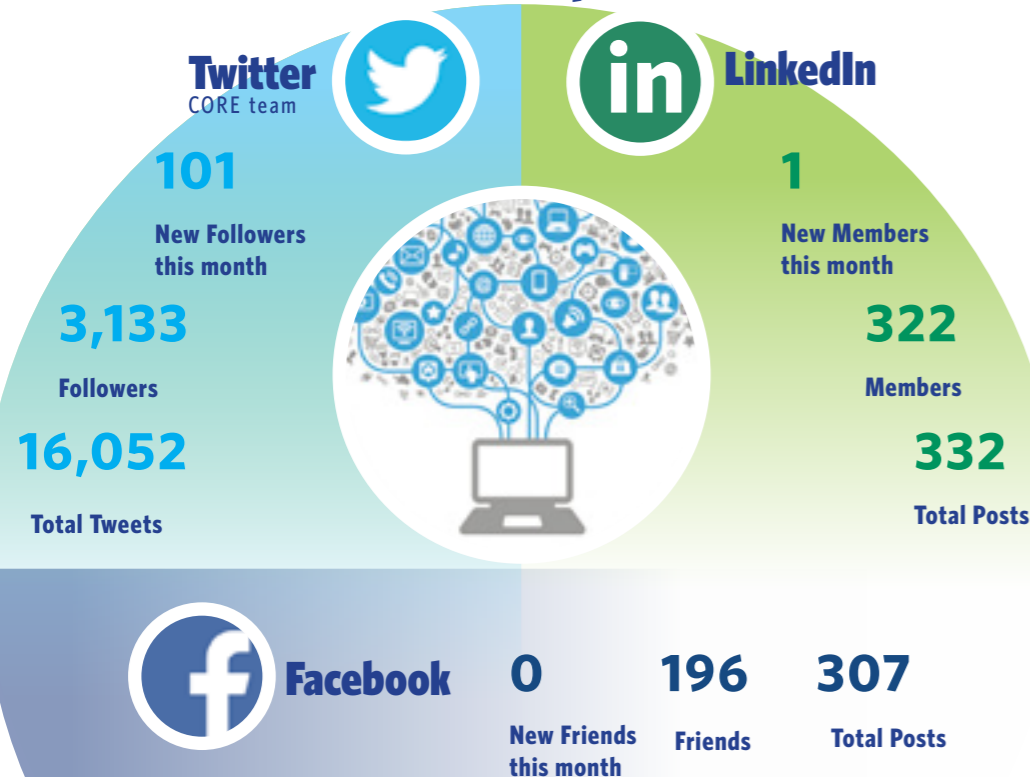 Twitter
CORE team
101
New Followers
this month
3,133
Followers
16,052
Total Tweets
in
LinkedIn
1
New Members
this month
322
Members
332
Total Posts
f
Facebook
0
New Friends
this month
196
Friends
307
Total Posts